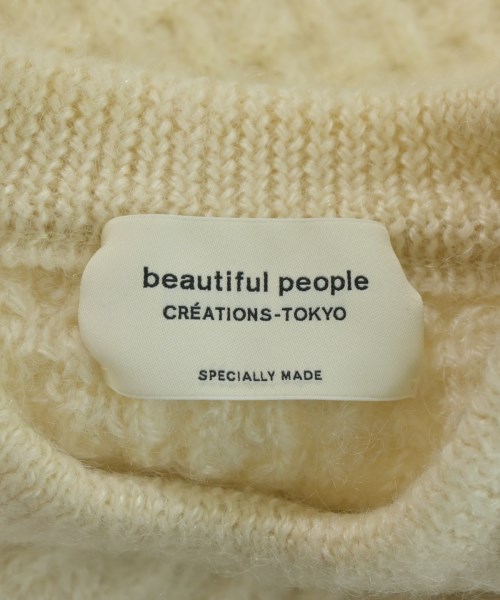 beautiful people
CRÉATIONS-TOKYO
SPECIALLY MADE